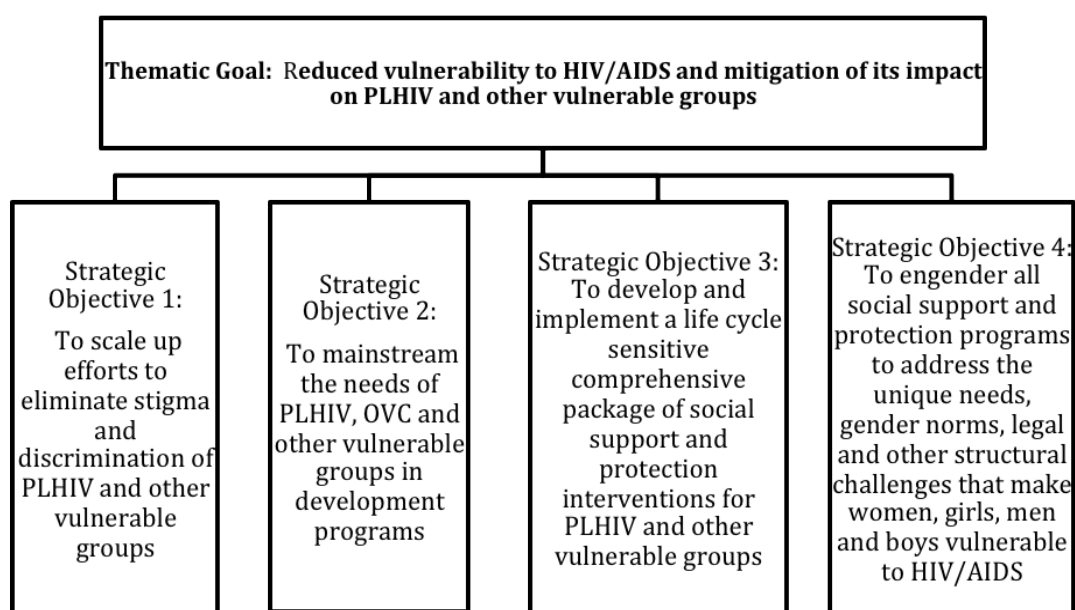 Thematic Goal:  Reduced vulnerability to HIV/AIDS and mitigation of its impact
on PLHIV and other vulnerable groups
Strategic
Objective 1:
To scale up
efforts to
eliminate stigma
and
discrimination of
PLHIV and other
vulnerable
groups
Strategic
Objective 2:
To mainstream
the needs of
PLHIV, OVC and
other vulnerable
groups in
development
programs
Strategic Objective 3:
To develop and
implement a life cycle
sensitive
comprehensive
package of social
support and
protection
interventions for
PLHIV and other
vulnerable groups
Strategic Objective 4:
To engender all
social support and
protection programs
to address the
unique needs,
gender norms, legal
and other structural
challenges that make
women, girls, men
and boys vulnerable
to HIV/AIDS